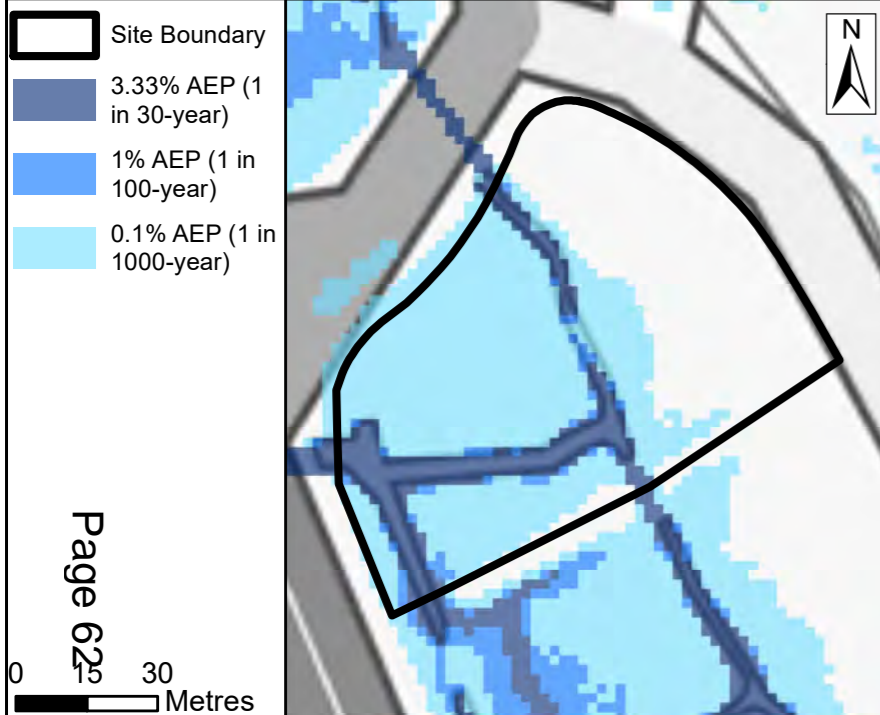 Site Boundary
3.33% AEP (1
in 30-year)
1% AEP (1 in
100-year)
0.1% AEP (1 in
1000-year)
N
Page 62
0 15 30
Metres